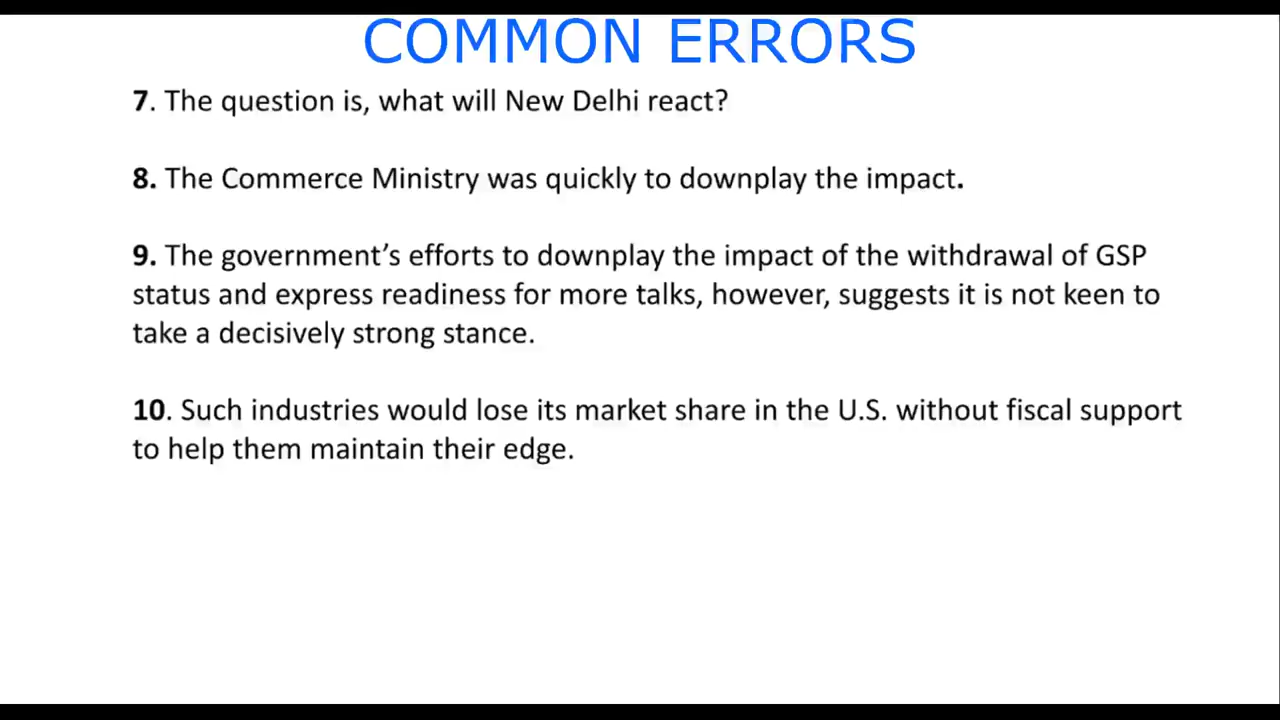 COMMON ERRORS
7. The question is, what will New Delhi react?
8. The Commerce Ministry was quickly to downplay the impact.
9. The government’s efforts to downplay the impact of the withdrawal of GSP
status and express readiness for more talks, however, suggests it is not keen to
take a decisively strong stance.
10. Such industries would lose its market share in the U.S. without fiscal support
to help them maintain their edge.